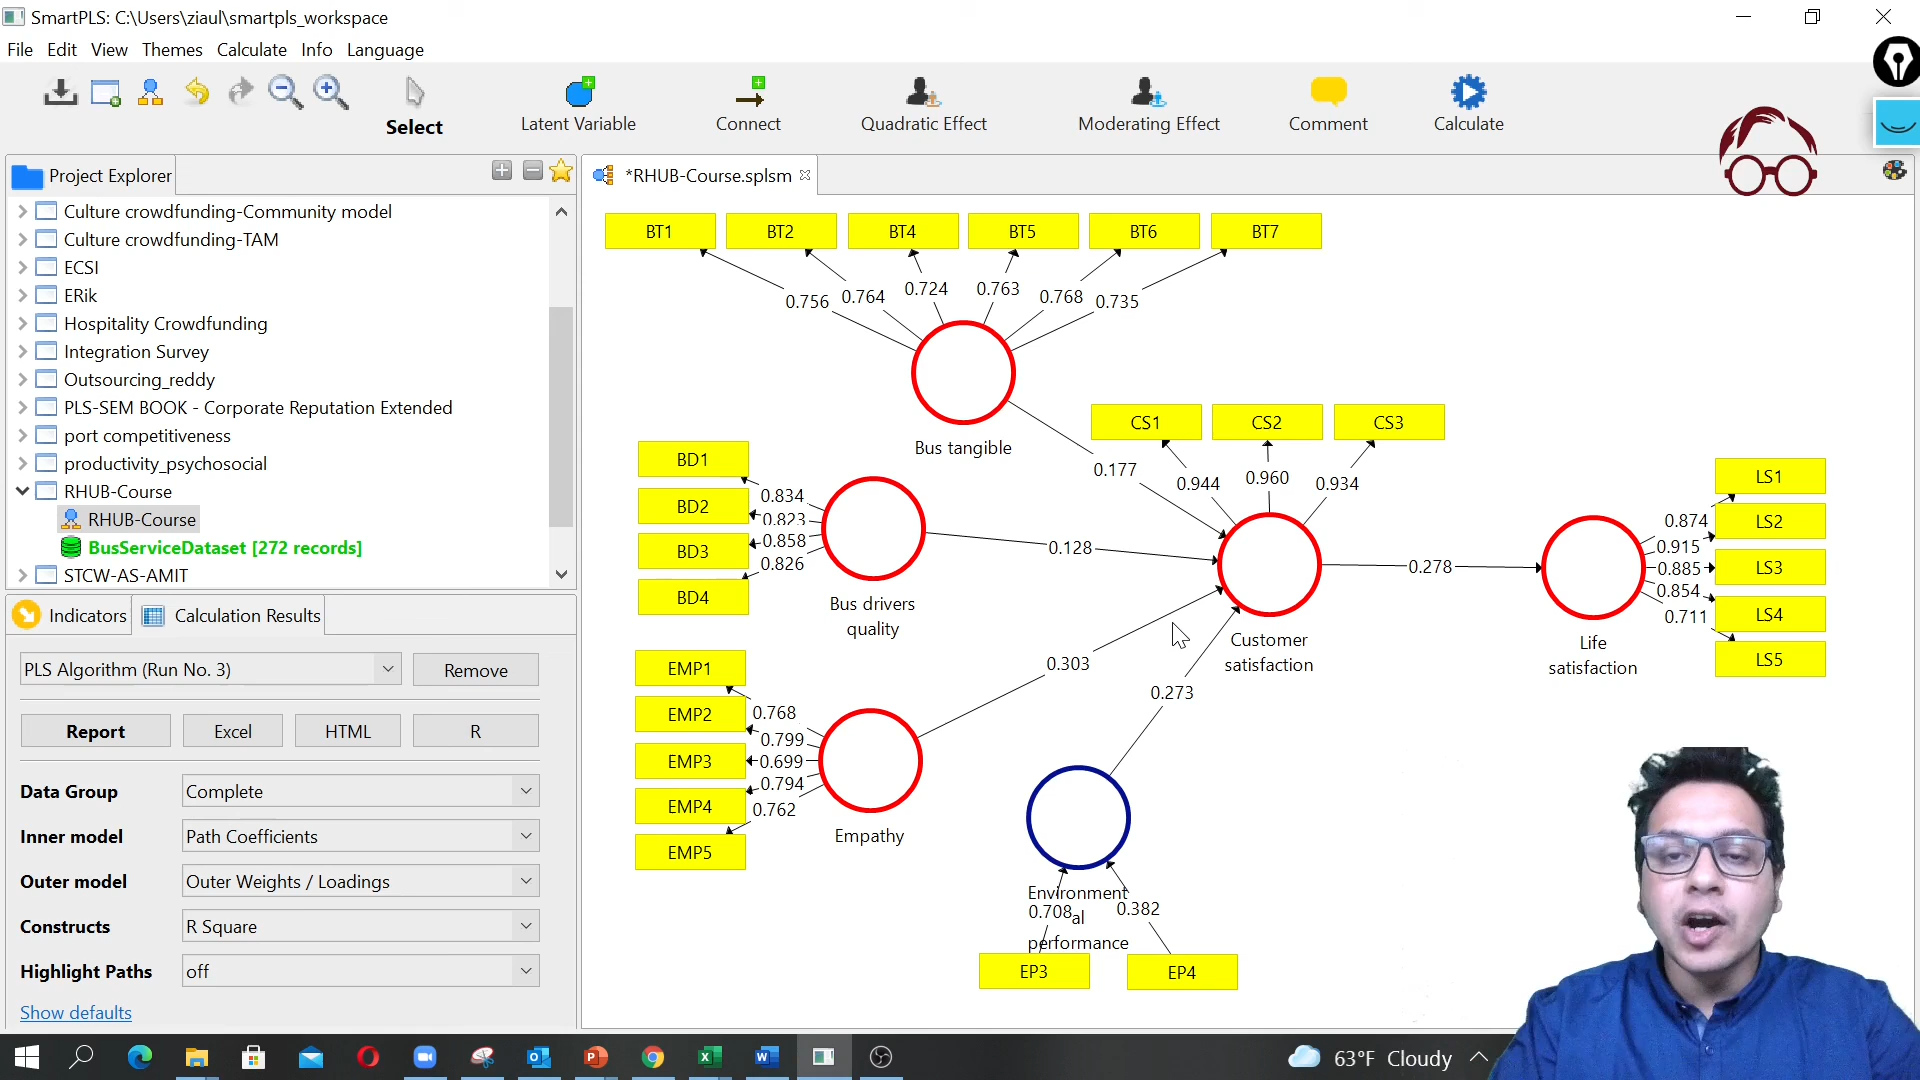 SmartPLS: C:\Users\ziaul\smartpls_workspace
File Edit View Themes Calculate Info Language
Select
Latent Variable
Connect
Quadratic Effect
Moderating Effect
Comment
Calculate
Project Explorer
Culture crowdfunding-Community model
Culture crowdfunding-TAM
ECSI
ERik
Hospitality Crowdfunding
Integration Survey
Outsourcing_reddy
PLS-SEM BOOK - Corporate Reputation Extended
port competitiveness
productivity_psychosocial
RHUB-Course
RHUB-Course
BusServiceDataset [272 records]
STCW-AS-AMIT
Indicators
Calculation Results
PLS Algorithm (Run No. 3)
Remove
Report
Excel
HTML
R
Data Group
Complete
Inner model
Path Coefficients
Outer model
Outer Weights / Loadings
Constructs
R Square
Highlight Paths
off
Show defaults
*RHUB-Course.splsm
BT1 BT2 BT4 BT5 BT6 BT7
0.756 0.764 0.724 0.763 0.768 0.735
Bus tangible
0.177
CS1 CS2 CS3
0.944 0.960 0.934
BD1
BD2
BD3
BD4
0.834
0.823
0.858
0.826
Bus drivers
quality
0.128
Customer
satisfaction
0.278
LS1
LS2
LS3
LS4
LS5
0.874
0.915
0.885
0.854
0.711
Life
satisfaction
EMP1
EMP2
EMP3
EMP4
EMP5
0.768
0.799
0.699
0.794
0.762
Empathy
0.303
0.273
Environment
al
performance
0.708
0.382
EP3
EP4
63°F Cloudy